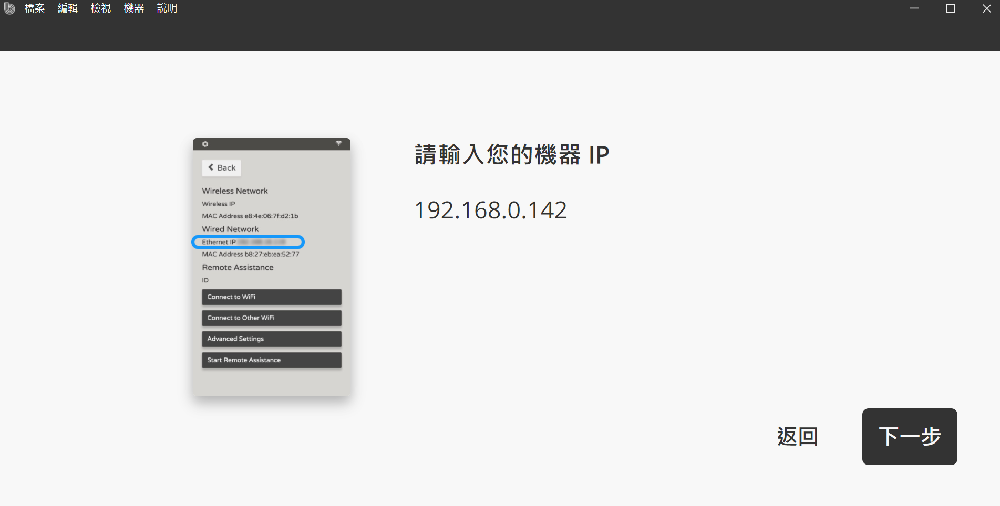 檔案 編輯 檢視 機器 說明
Back
Wireless Network
Wireless IP
MAC Address e8:4e:06:7f:d2:1b
Wired Network
Ethernet IP
MAC Address b8:27:eb:ea:52:77
Remote Assistance
ID
Connect to WiFi
Connect to Other WiFi
Advanced Settings
Start Remote Assistance
請輸入您的機器 IP
192.168.0.142
返回
下一步